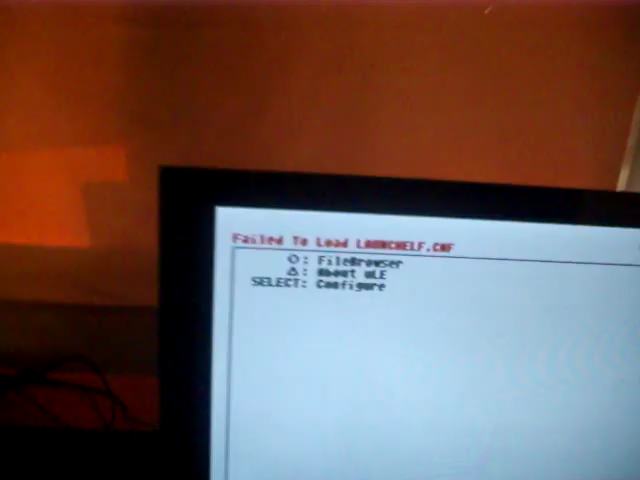 Failed To Load LAUNCHELF.CNF
○: FileBrowser
△: About uLE
SELECT: Configure